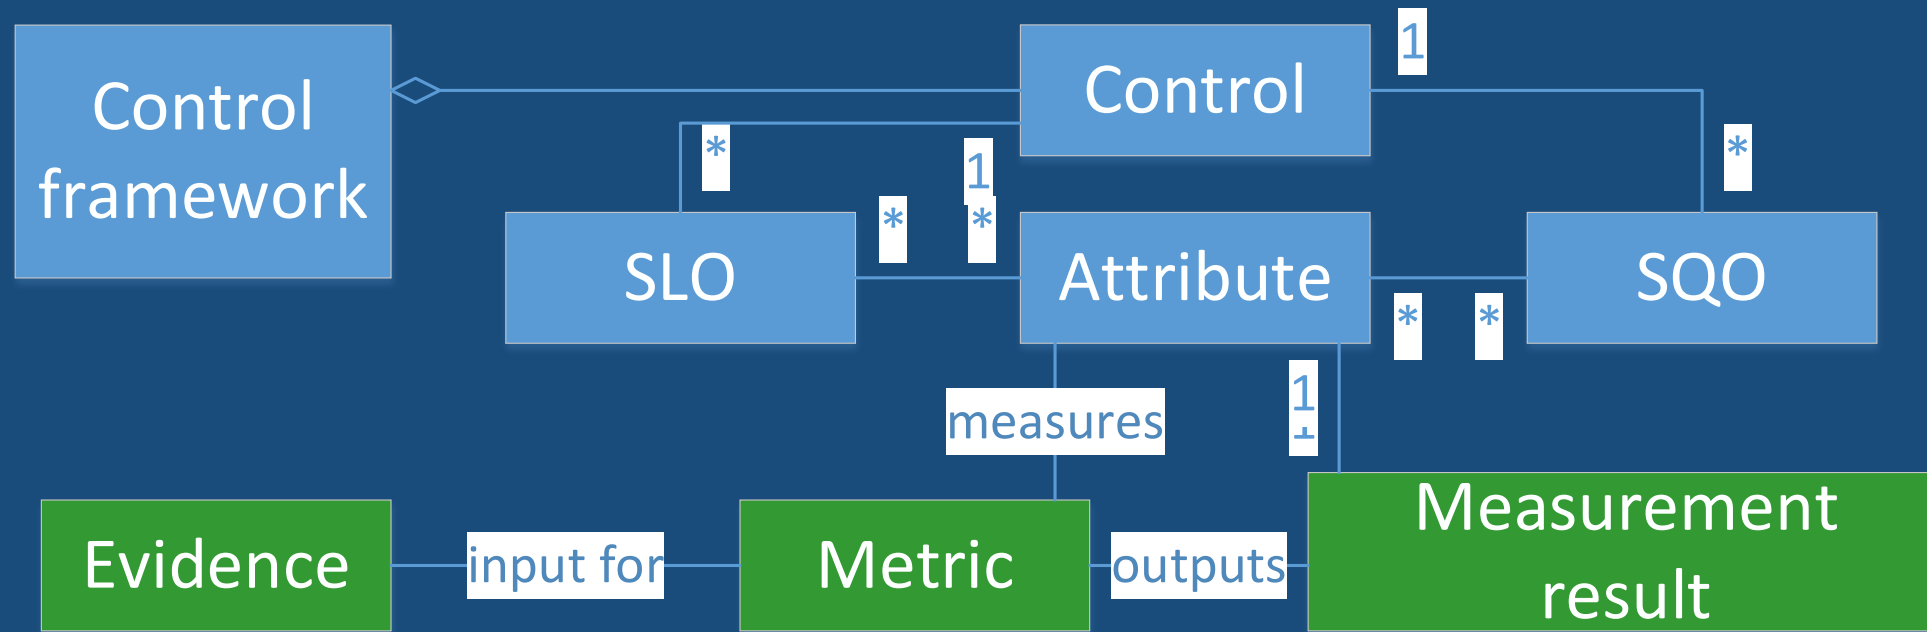 Control
framework
Control
1
*
1
*
SLO
*
*
Attribute
*
*
SQO
measures
1
Evidence
input for
Metric
outputs
Measurement
result